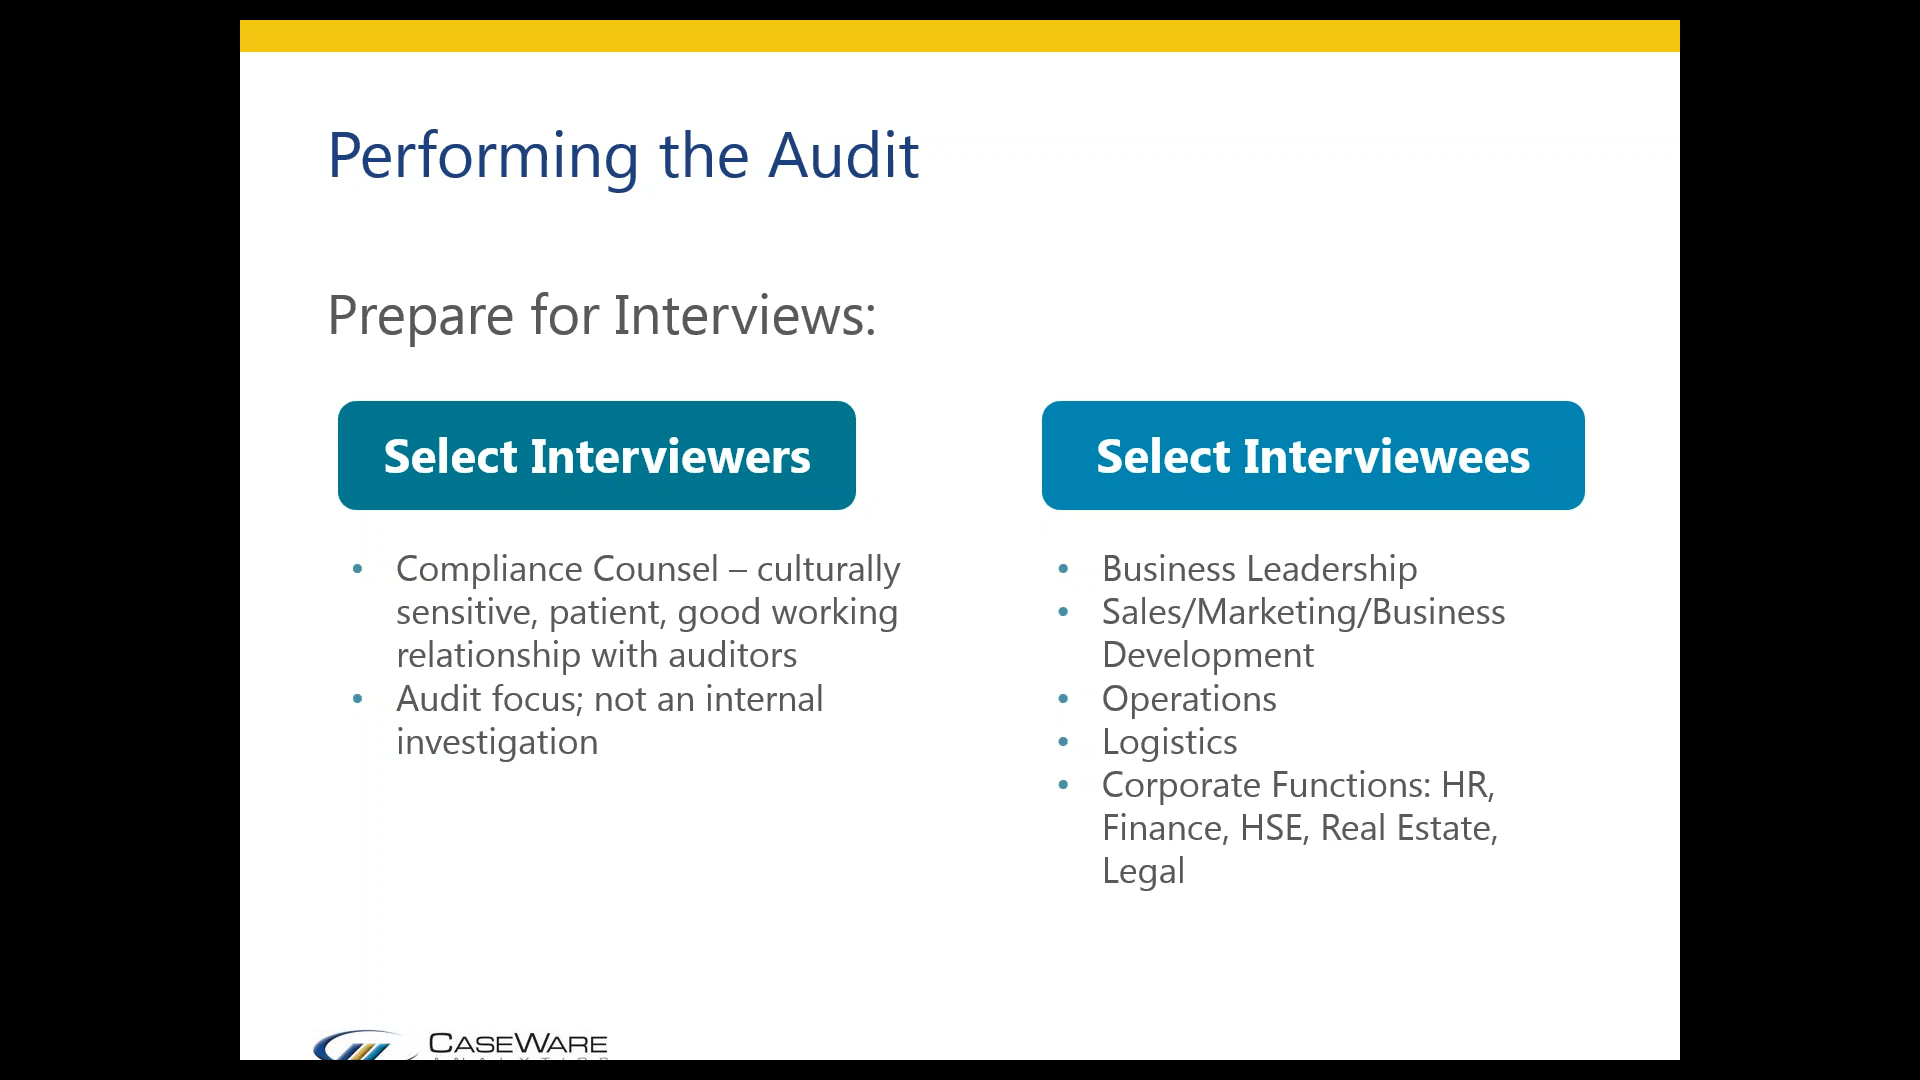 Performing the Audit
Prepare for Interviews:
Select Interviewers
• Compliance Counsel – culturally
sensitive, patient, good working
relationship with auditors
• Audit focus; not an internal
investigation
Select Interviewees
• Business Leadership
• Sales/Marketing/Business
Development
• Operations
• Logistics
• Corporate Functions: HR,
Finance, HSE, Real Estate,
Legal
CASEWARE